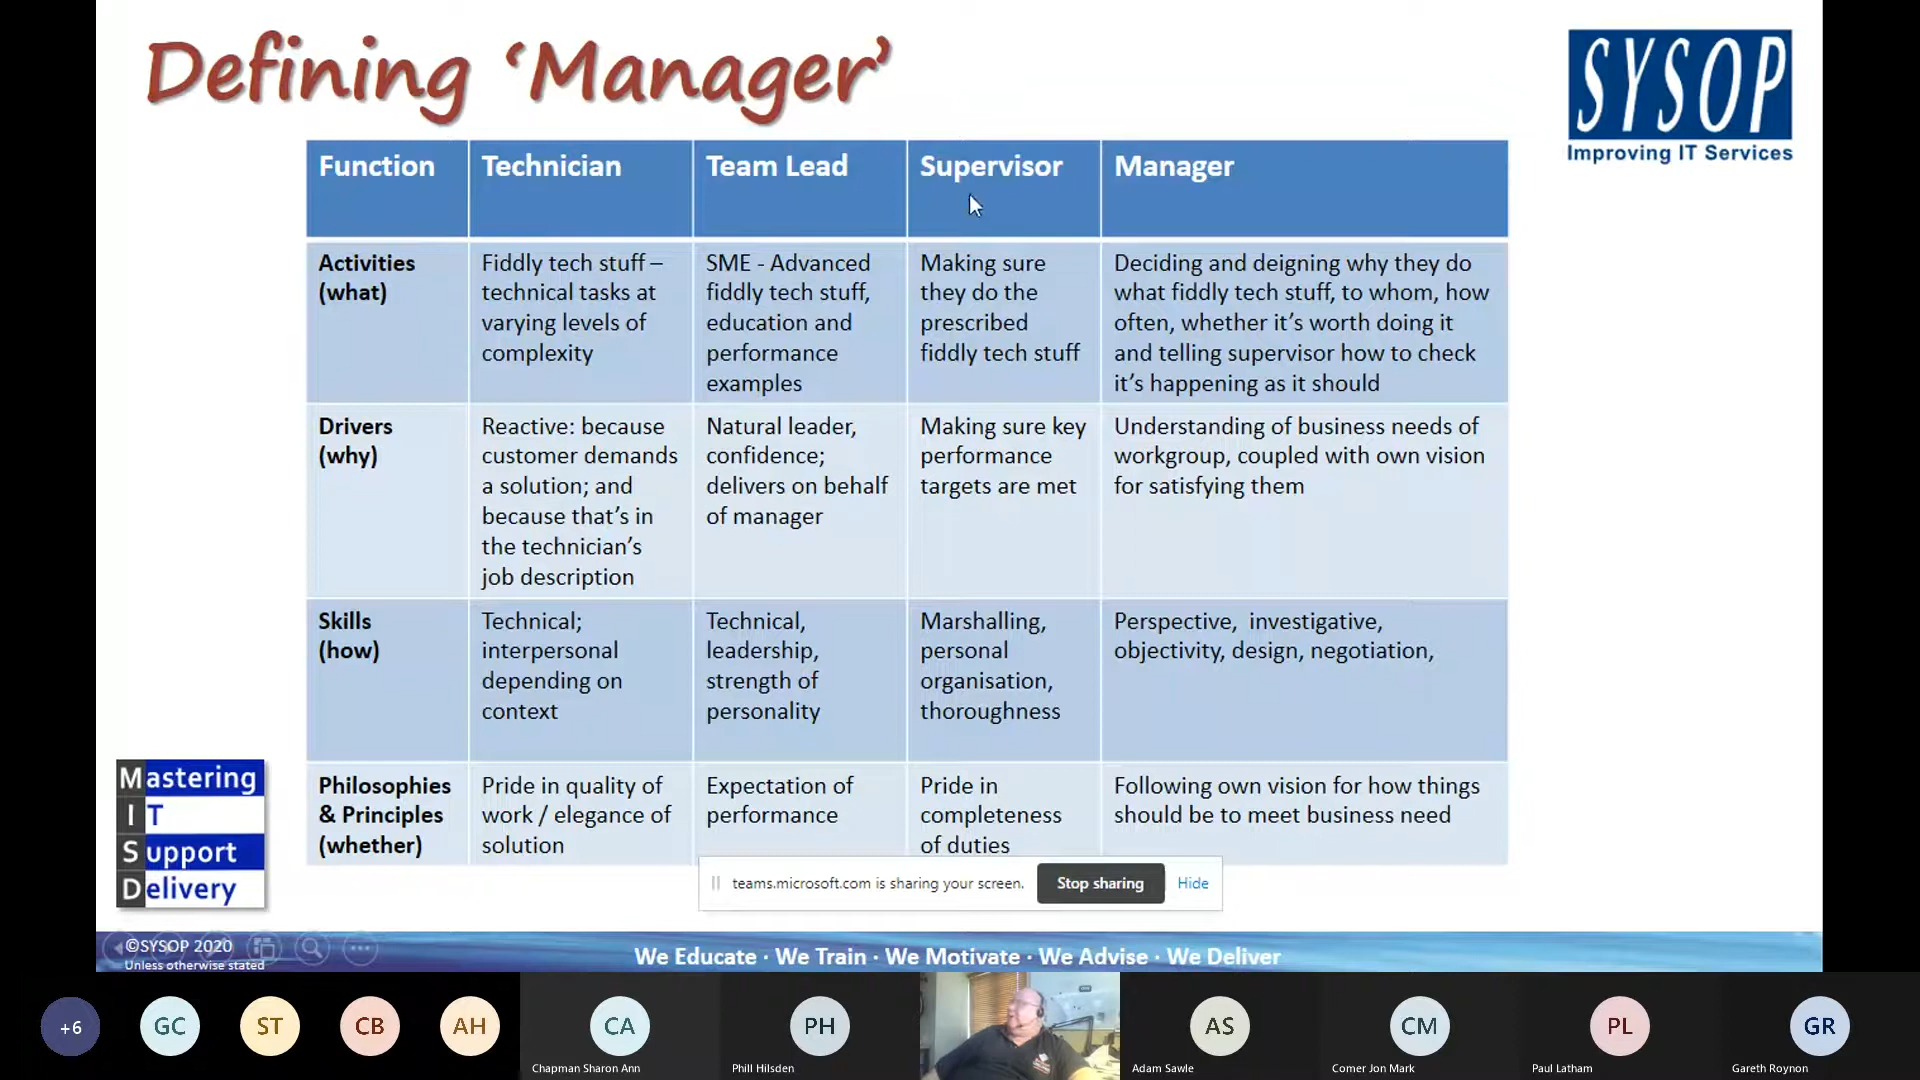 Defining ‘Manager’
SYSOP
Improving IT Services
Function
Technician
Team Lead
Supervisor
Manager
Activities
(what)
Fiddly tech stuff –
technical tasks at
varying levels of
complexity
SME - Advanced
fiddly tech stuff,
education and
performance
examples
Making sure
they do the
prescribed
fiddly tech stuff
Deciding and deigning why they do
what fiddly tech stuff, to whom, how
often, whether it’s worth doing it
and telling supervisor how to check
it’s happening as it should
Drivers
(why)
Reactive: because
customer demands
a solution; and
because that’s in
the technician’s
job description
Natural leader,
confidence;
delivers on behalf
of manager
Making sure key
performance
targets are met
Understanding of business needs of
workgroup, coupled with own vision
for satisfying them
Skills
(how)
Technical;
interpersonal
depending on
context
Technical,
leadership,
strength of
personality
Marshalling,
personal
organisation,
thoroughness
Perspective, investigative,
objectivity, design, negotiation,
Philosophies
& Principles
(whether)
Pride in quality of
work / elegance of
solution
Expectation of
performance
Pride in
completeness
of duties
Following own vision for how things
should be to meet business need
Mastering
IT
Support
Delivery
teams.microsoft.com is sharing your screen.
Stop sharing
Hide
©SYSOP 2020
Unless otherwise stated
We Educate · We Train · We Motivate · We Advise · We Deliver
+6
GC
ST
CB
AH
CA
Chapman Sharon Ann
PH
Phill Hilsden
AS
Adam Sawle
CM
Comer Jon Mark
PL
Paul Latham
GR
Gareth Roynon